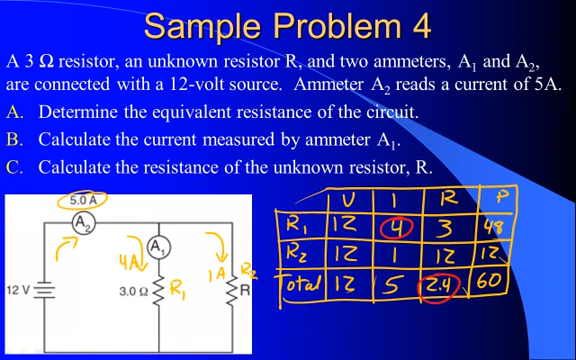 Sample Problem 4
A 3 Ω resistor, an unknown resistor R, and two ammeters, A₁ and A₂,
are connected with a 12-volt source. Ammeter A₂ reads a current of 5A.
A. Determine the equivalent resistance of the circuit.
B. Calculate the current measured by ammeter A₁.
C. Calculate the resistance of the unknown resistor, R.
5.0 A
A₂
A₁
4A
1A
R₂
12 V
3.0 Ω
R₁
R
V I R P
R₁ 12 4 3 48
R₂ 12 1 12 12
Total 12 5 2.4 60